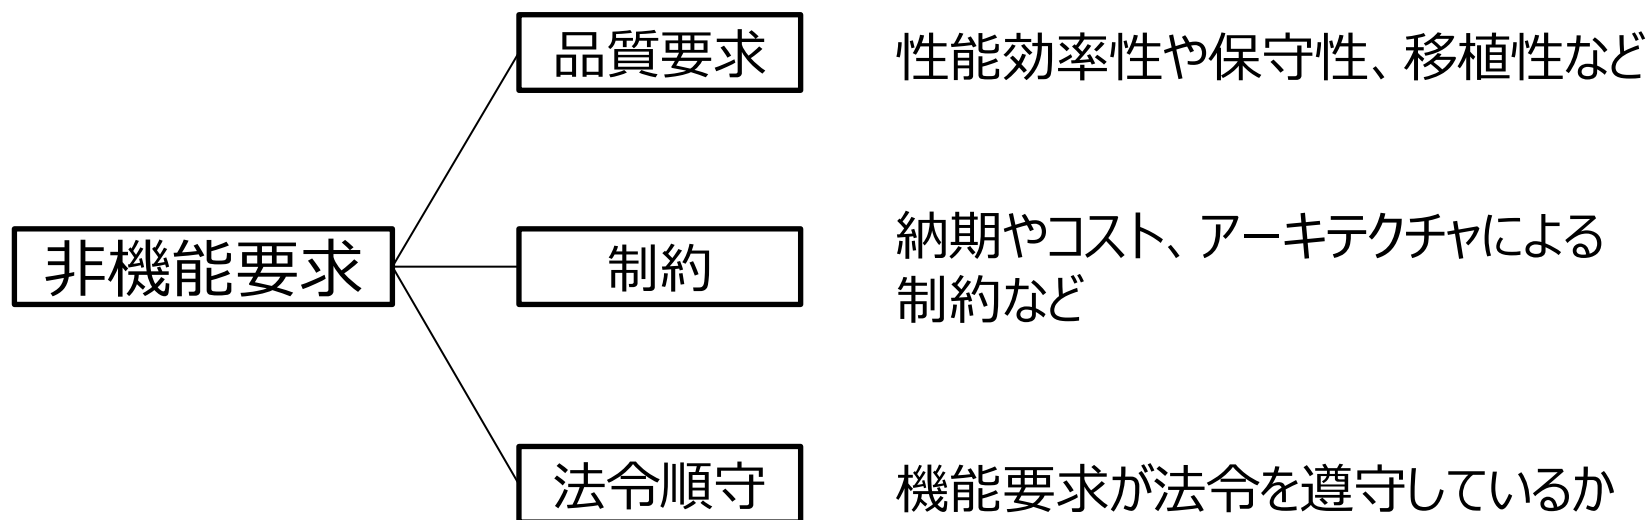 品質要求
性能効率性や保守性、移植性など
非機能要求
制約
納期やコスト、アーキテクチャによる
制約など
法令順守
機能要求が法令を遵守しているか